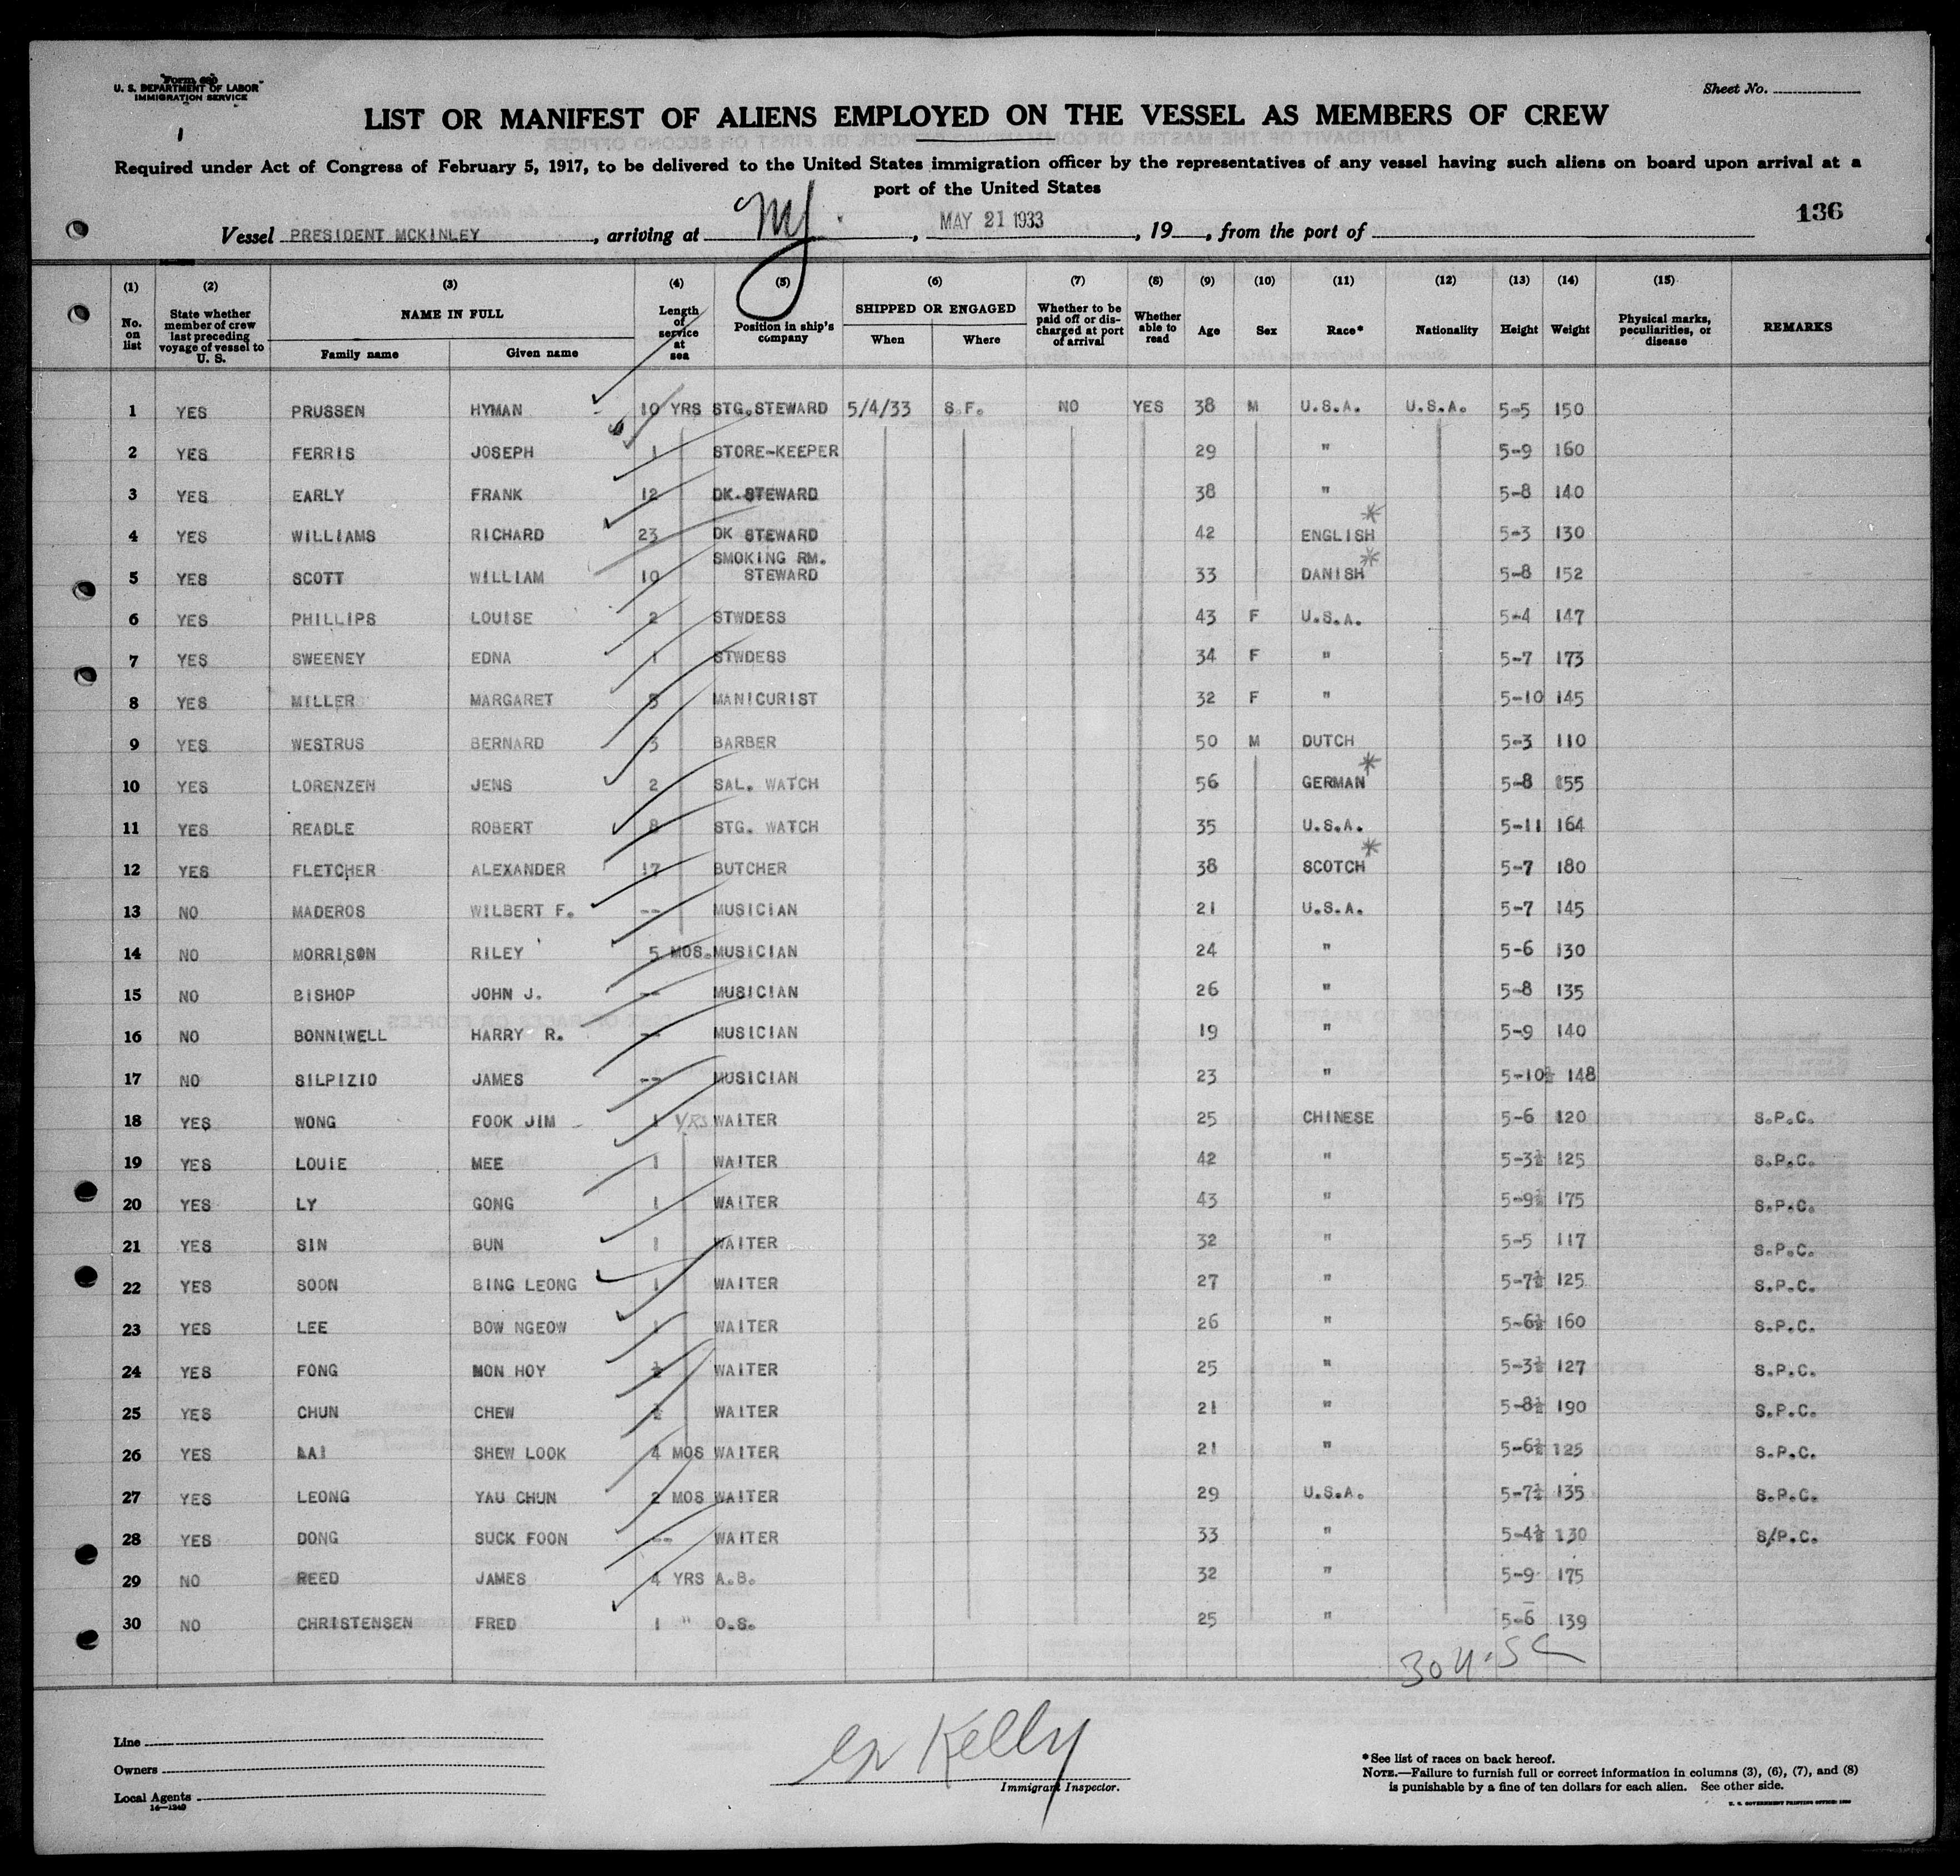 Form 680
U. S. DEPARTMENT OF LABOR
IMMIGRATION SERVICE
Sheet No.
LIST OR MANIFEST OF ALIENS EMPLOYED ON THE VESSEL AS MEMBERS OF CREW
Required under Act of Congress of February 5, 1917, to be delivered to the United States immigration officer by the representatives of any vessel having such aliens on board upon arrival at a
port of the United States
136
Vessel PRESIDENT MCKINLEY, arriving at NY, MAY 21 1933, 19, from the port of
(1) (2) (3) (4) (5) (6) (7) (8) (9) (10) (11) (12) (13) (14) (15)
No. on list State whether member of crew last preceding voyage of vessel to U. S. NAME IN FULL Family name Given name Length of service at sea Position in ship's company SHIPPED OR ENGAGED When Where Whether to be paid off or discharged at port of arrival Whether able to read Age Sex Race* Nationality Height Weight Physical marks, peculiarities, or disease REMARKS
1 YES PRUSSEN HYMAN 10 YRS STG. STEWARD 5/4/33 S.F. NO YES 38 M U.S.A. U.S.A. 5-5 150
2 YES FERRIS JOSEPH 1 STORE-KEEPER 29 " 5-9 160
3 YES EARLY FRANK 12 DK. STEWARD 38 " 5-8 140
4 YES WILLIAMS RICHARD 23 DK STEWARD 42 ENGLISH * 5-3 130
5 YES SCOTT WILLIAM 10 SMOKING RM. STEWARD 33 DANISH * 5-8 152
6 YES PHILLIPS LOUISE 2 STWDESS 43 F U.S.A. 5-4 147
7 YES SWEENEY EDNA 1 STWDESS 34 F " 5-7 173
8 YES MILLER MARGARET STWDESS MANICURIST 32 F " 5-10 145
9 YES WESTRUS BERNARD 3 BARBER 50 M DUTCH 5-3 110
10 YES LORENZEN JENS 2 SAL. WATCH 56 GERMAN * 5-8 155
11 YES READLE ROBERT 8 STG. WATCH 35 U.S.A. 5-11 164
12 YES FLETCHER ALEXANDER 17 BUTCHER 38 SCOTCH * 5-7 180
13 NO MADEROS WILBERT F. -- MUSICIAN 21 U.S.A. 5-7 145
14 NO MORRISON RILEY 5 MOS. MUSICIAN 24 " 5-6 130
15 NO BISHOP JOHN J. -- MUSICIAN 26 " 5-8 135
16 NO BONNIWELL HARRY R. -- MUSICIAN 19 " 5-9 140
17 NO SILPIZIO JAMES -- MUSICIAN 23 " 5-10½ 148
18 YES WONG FOOK JIM 1 YRS WAITER 25 CHINESE 5-6 120 S.P.C.
19 YES LOUIE MEE 1 WAITER 42 " 5-3½ 125 S.P.C.
20 YES LY GONG 1 WAITER 43 " 5-9½ 175 S.P.C.
21 YES SIN BUN 1 WAITER 32 " 5-5 117 S.P.C.
22 YES SOON BING LEONG 1 WAITER 27 " 5-7½ 125 S.P.C.
23 YES LEE BOW NGEOW 1 WAITER 26 " 5-6½ 160 S.P.C.
24 YES FONG MON HOY ½ WAITER 25 " 5-3½ 127 S.P.C.
25 YES CHUN CHEW ½ WAITER 21 " 5-8½ 190 S.P.C.
26 YES LAI SHEW LOOK 4 MOS WAITER 21 " 5-6½ 125 S.P.C.
27 YES LEONG YAU CHUN 2 MOS WAITER 29 U.S.A. 5-7½ 135 S.P.C.
28 YES DONG SUCK FOON -- WAITER 33 " 5-4½ 130 S/P.C.
29 NO REED JAMES 4 YRS A.B. 32 " 5-9 175
30 NO CHRISTENSEN FRED 1 " O.S. 25 " 5-6 139
30 U.S C
Kelly
Immigrant Inspector.
Line
Owners
Local Agents
14—1240
*See list of races on back hereof.
NOTE.—Failure to furnish full or correct information in columns (3), (6), (7), and (8)
is punishable by a fine of ten dollars for each alien. See other side.
U. S. GOVERNMENT PRINTING OFFICE: